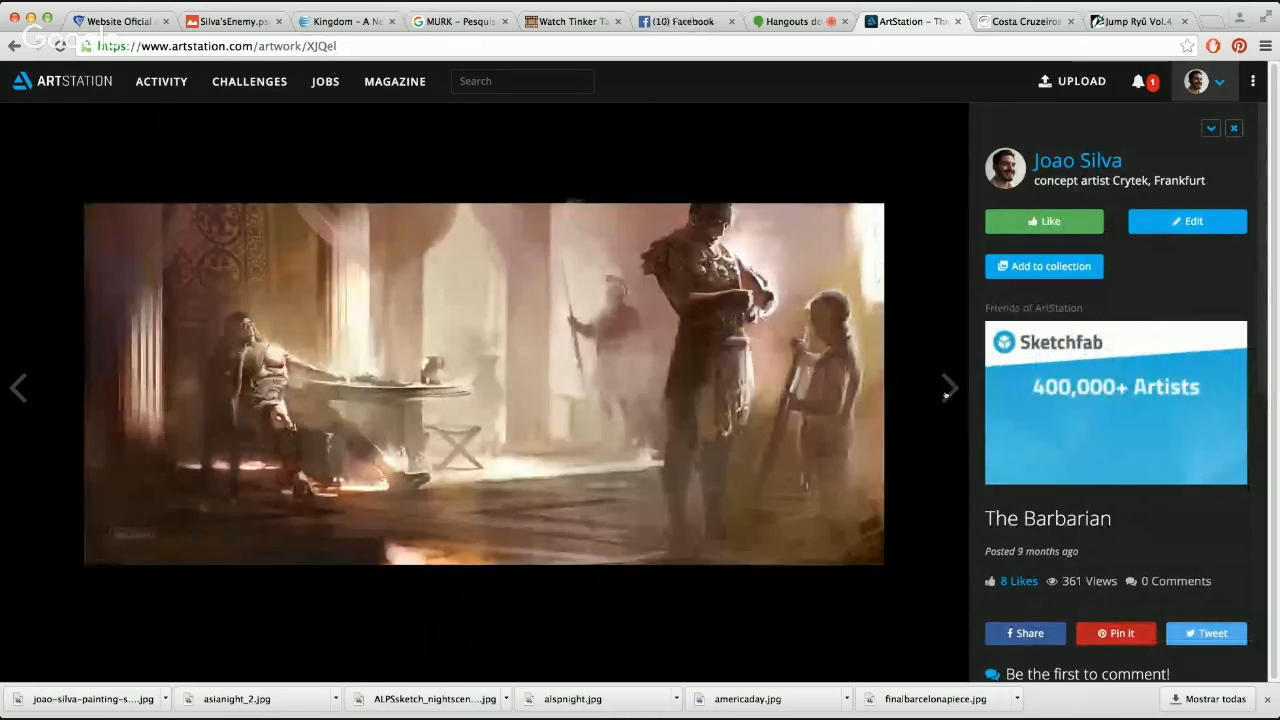 Website Oficial
Silva'sEnemy.ps
Kingdom - A Ne
MURK - Pesquis
Watch Tinker Ta
(10) Facebook
Hangouts do
ArtStation - Th
Costa Cruzeiros
Jump Ryū Vol.4
Google
https://www.artstation.com/artwork/XJQel
ARTSTATION
ACTIVITY
CHALLENGES
JOBS
MAGAZINE
Search
UPLOAD
1
Joao Silva
concept artist Crytek, Frankfurt
Like
Edit
Add to collection
Friends of ArtStation
Sketchfab
400,000+ Artists
The Barbarian
Posted 9 months ago
8 Likes 361 Views 0 Comments
Share
Pin it
Tweet
Be the first to comment!
joao-silva-painting-s....jpg
asianight_2.jpg
ALPSsketch_nightscen....jpg
alspnight.jpg
americaday.jpg
finalbarcelonapiece.jpg
Mostrar todas